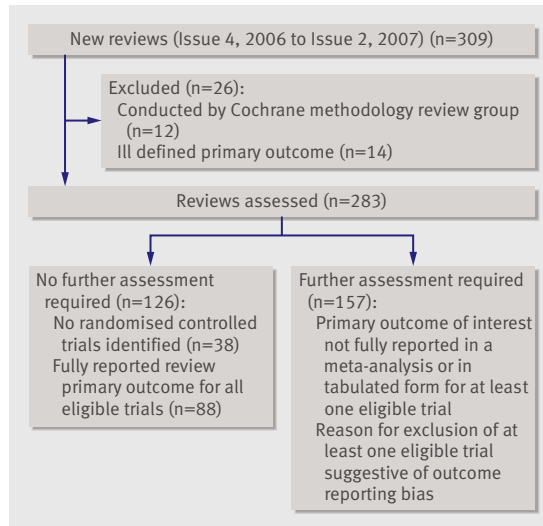 New reviews (Issue 4, 2006 to Issue 2, 2007) (n=309)
Excluded (n=26):
Conducted by Cochrane methodology review group
(n=12)
Ill defined primary outcome (n=14)
Reviews assessed (n=283)
No further assessment
required (n=126):
No randomised controlled
trials identified (n=38)
Fully reported review
primary outcome for all
eligible trials (n=88)
Further assessment required
(n=157):
Primary outcome of interest
not fully reported in a
meta-analysis or in
tabulated form for at least
one eligible trial
Reason for exclusion of at
least one eligible trial
suggestive of outcome
reporting bias